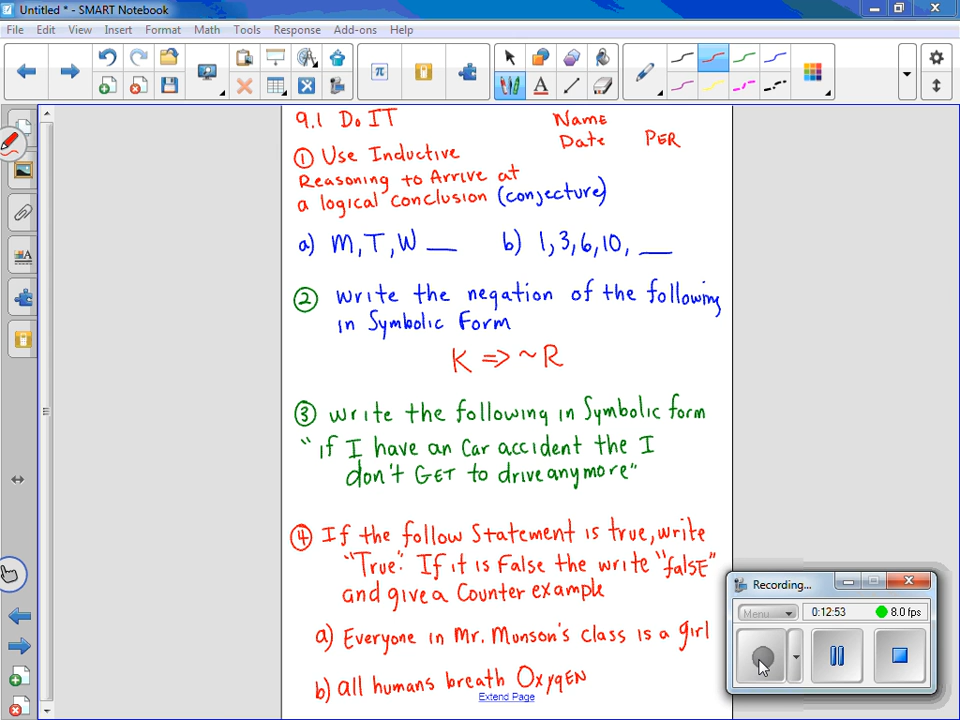 Untitled * - SMART Notebook
File Edit View Insert Format Math Tools Response Add-ons Help
9.1 Do IT Name
Date PER
① Use Inductive
Reasoning to Arrive at
a logical conclusion (conjecture)
a) M, T, W __ b) 1, 3, 6, 10, __
② Write the negation of the following
in Symbolic Form
K => ~R
③ Write the following in Symbolic form
"if I have an Car accident the I
don't GET to drive anymore"
④ If the follow Statement is true, write
"True". If it is False the write "falsE"
and give a Counter example
a) Everyone in Mr. Munson's class is a girl
b) all humans breath OxygEN
Extend Page
Recording...
Menu 0:12:53 8.0 fps